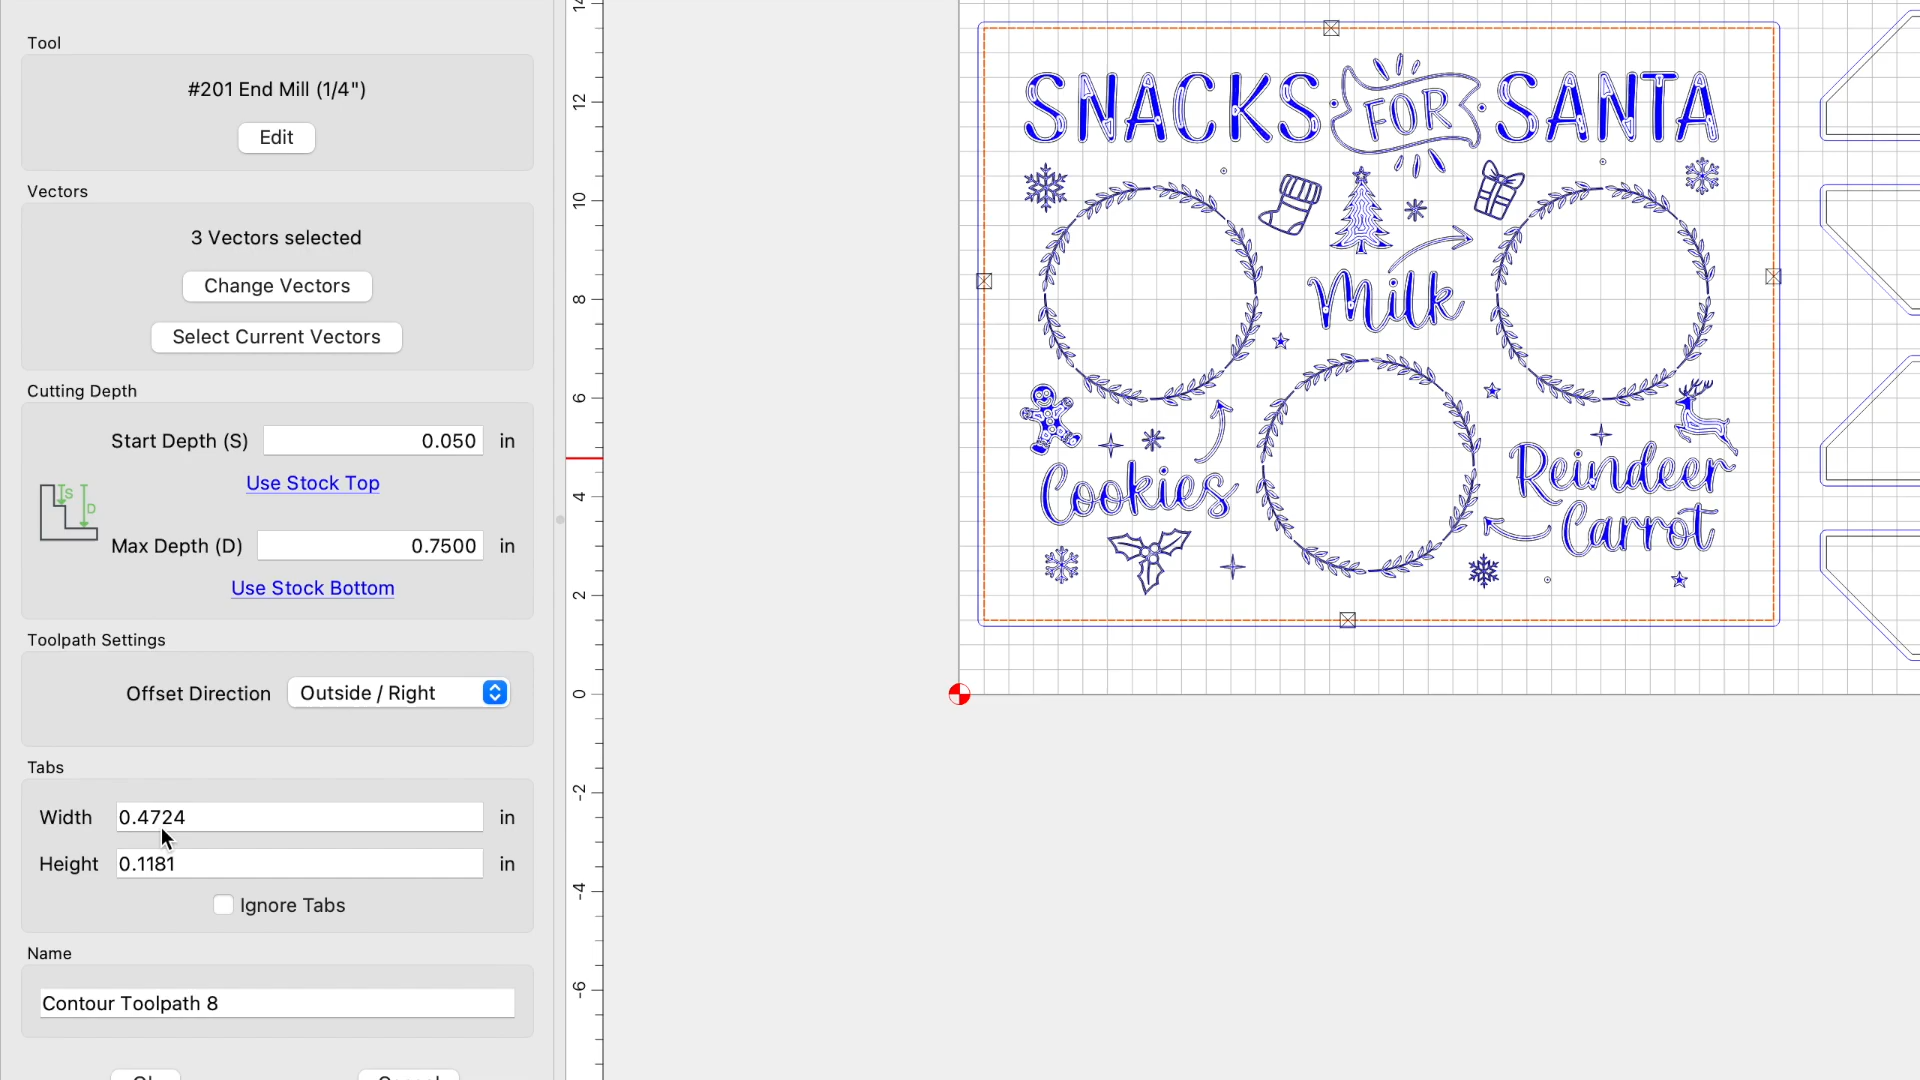 Tool
#201 End Mill (1/4")
Edit
Vectors
3 Vectors selected
Change Vectors
Select Current Vectors
Cutting Depth
Start Depth (S) 0.050 in
Use Stock Top
S
D
Max Depth (D) 0.7500 in
Use Stock Bottom
Toolpath Settings
Offset Direction Outside / Right
Tabs
Width 0.4724 in
Height 0.1181 in
Ignore Tabs
Name
Contour Toolpath 8
12
10
8
6
4
2
0
-2
-4
-6
SNACKS FOR SANTA
Milk
Cookies
Reindeer
Carrot